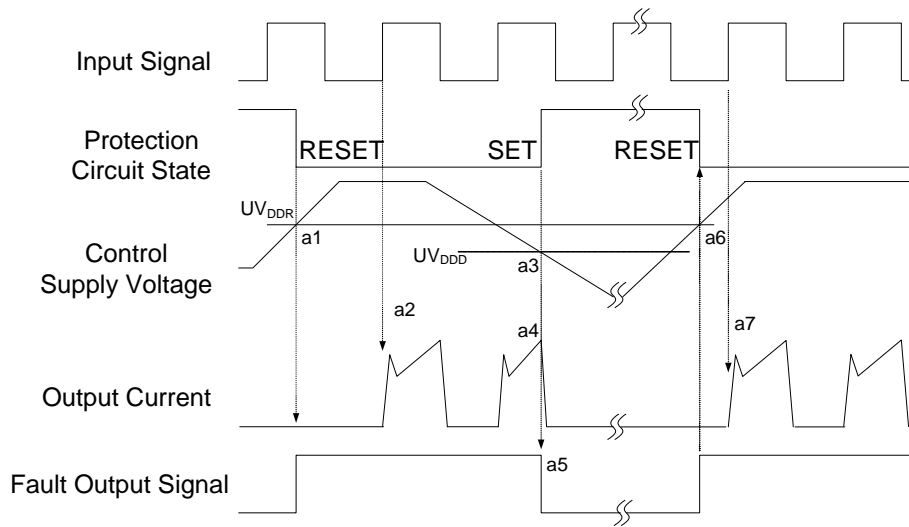 Input Signal
Protection
Circuit State
RESET
SET
RESET
UVDDR
a1
Control
Supply Voltage
UVDDD
a3
a6
a2
a4
a7
Output Current
a5
Fault Output Signal